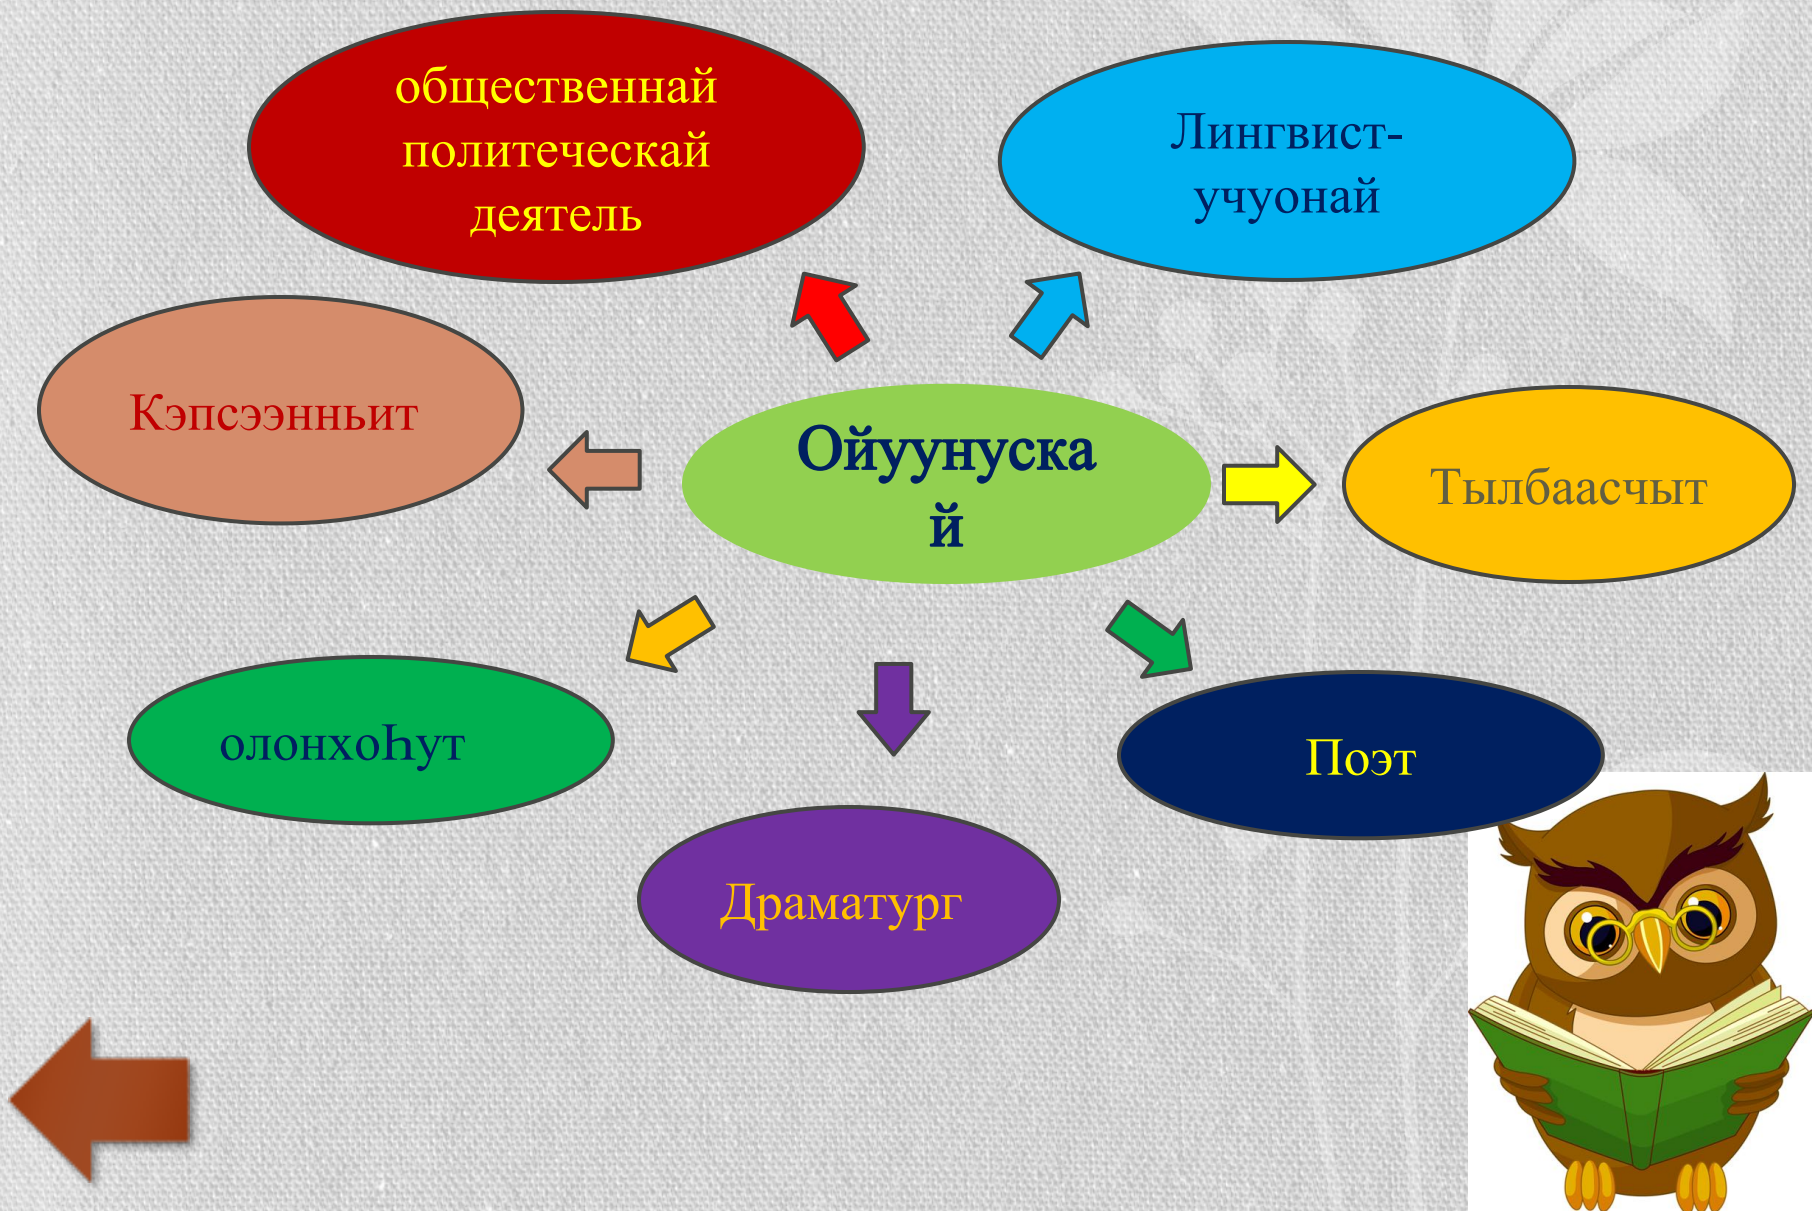 общественнай
политеческай
деятель
Лингвист-
учуонай
Кэпсээнньит
Ойуунуска
й
Тылбаасчыт
олонхоһут
Поэт
Драматург